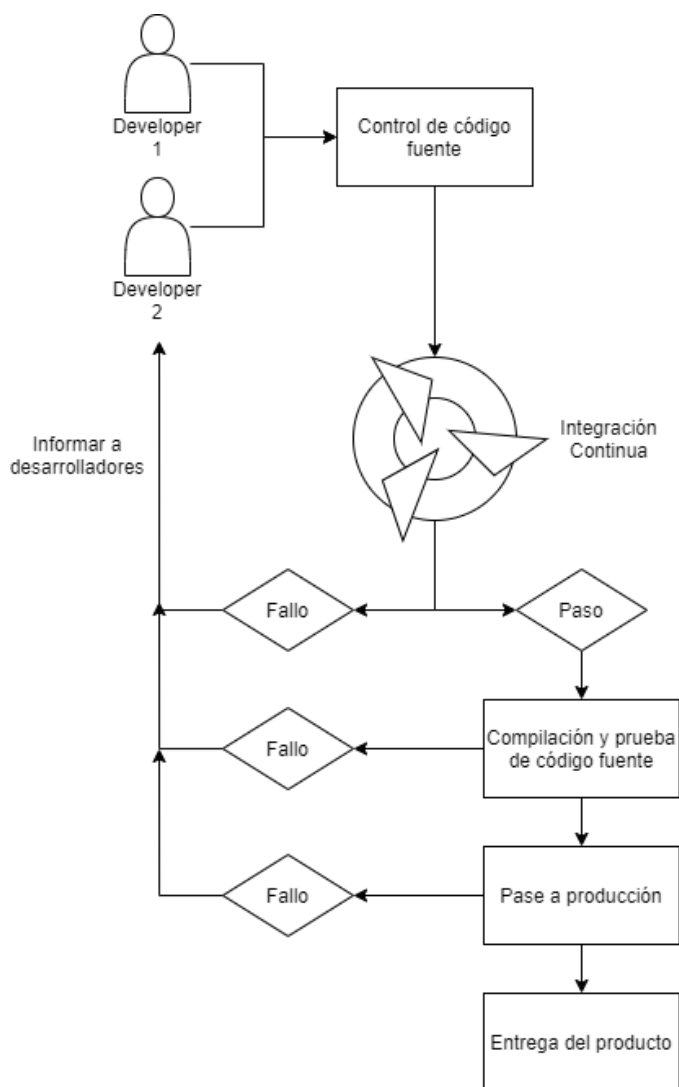 Developer
1
Control de código
fuente
Developer
2
Informar a
desarrolladores
Integración
Continua
Fallo
Paso
Fallo
Compilación y prueba
de código fuente
Fallo
Pase a producción
Entrega del producto